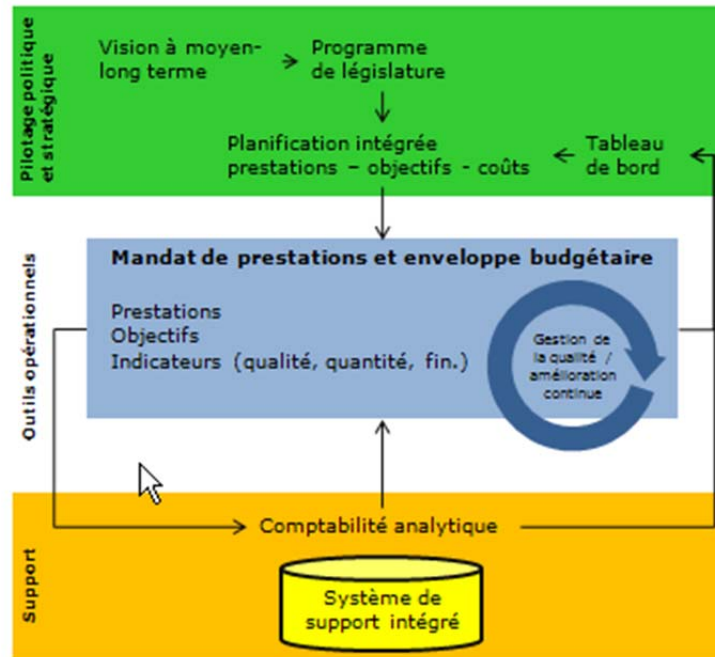 Pilotage politique
et stratégique
Vision à moyen-
long terme
Programme
de législature
Planification intégrée
prestations – objectifs - coûts
Tableau
de bord
Outils opérationnels
Mandat de prestations et enveloppe budgétaire
Prestations
Objectifs
Indicateurs (qualité, quantité, fin.)
Gestion de
la qualité /
amélioration
continue
Support
Comptabilité analytique
Système de
support intégré